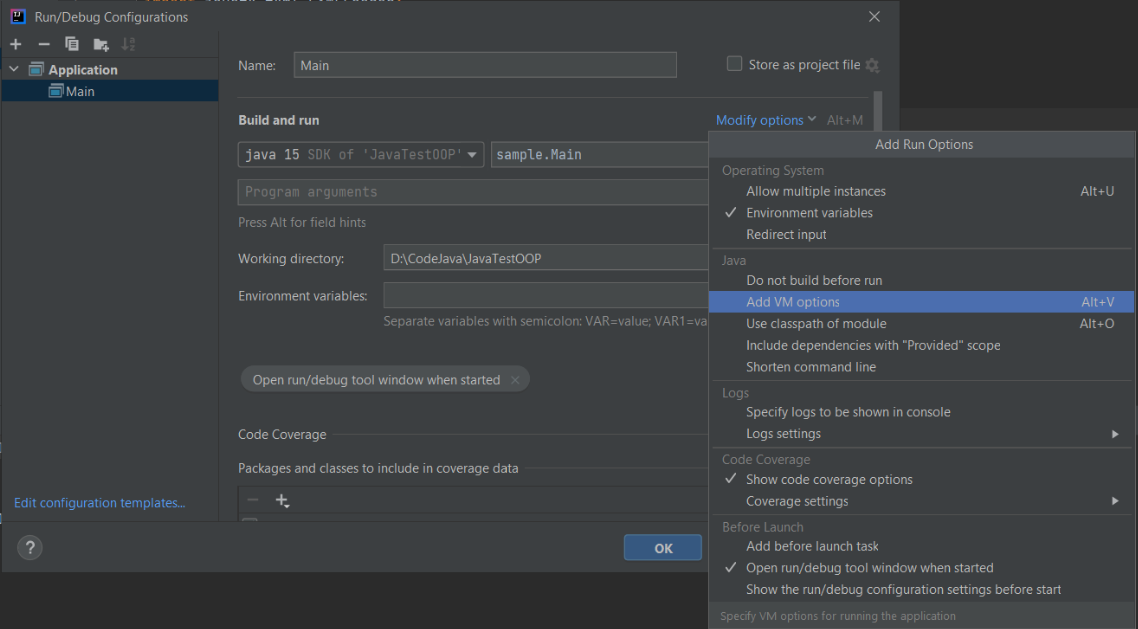 Run/Debug Configurations
Application
Main
Edit configuration templates...
Name:
Main
Store as project file
Build and run
Modify options
Alt+M
java 15 SDK of 'JavaTestOOP'
sample.Main
Program arguments
Press Alt for field hints
Working directory:
D:\CodeJava\JavaTestOOP
Environment variables:
Separate variables with semicolon: VAR=value; VAR1=va
Open run/debug tool window when started
Code Coverage
Packages and classes to include in coverage data
?
OK
Add Run Options
Operating System
Allow multiple instances Alt+U
Environment variables
Redirect input
Java
Do not build before run
Add VM options Alt+V
Use classpath of module Alt+O
Include dependencies with "Provided" scope
Shorten command line
Logs
Specify logs to be shown in console
Logs settings
Code Coverage
Show code coverage options
Coverage settings
Before Launch
Add before launch task
Open run/debug tool window when started
Show the run/debug configuration settings before start
Specify VM options for running the application